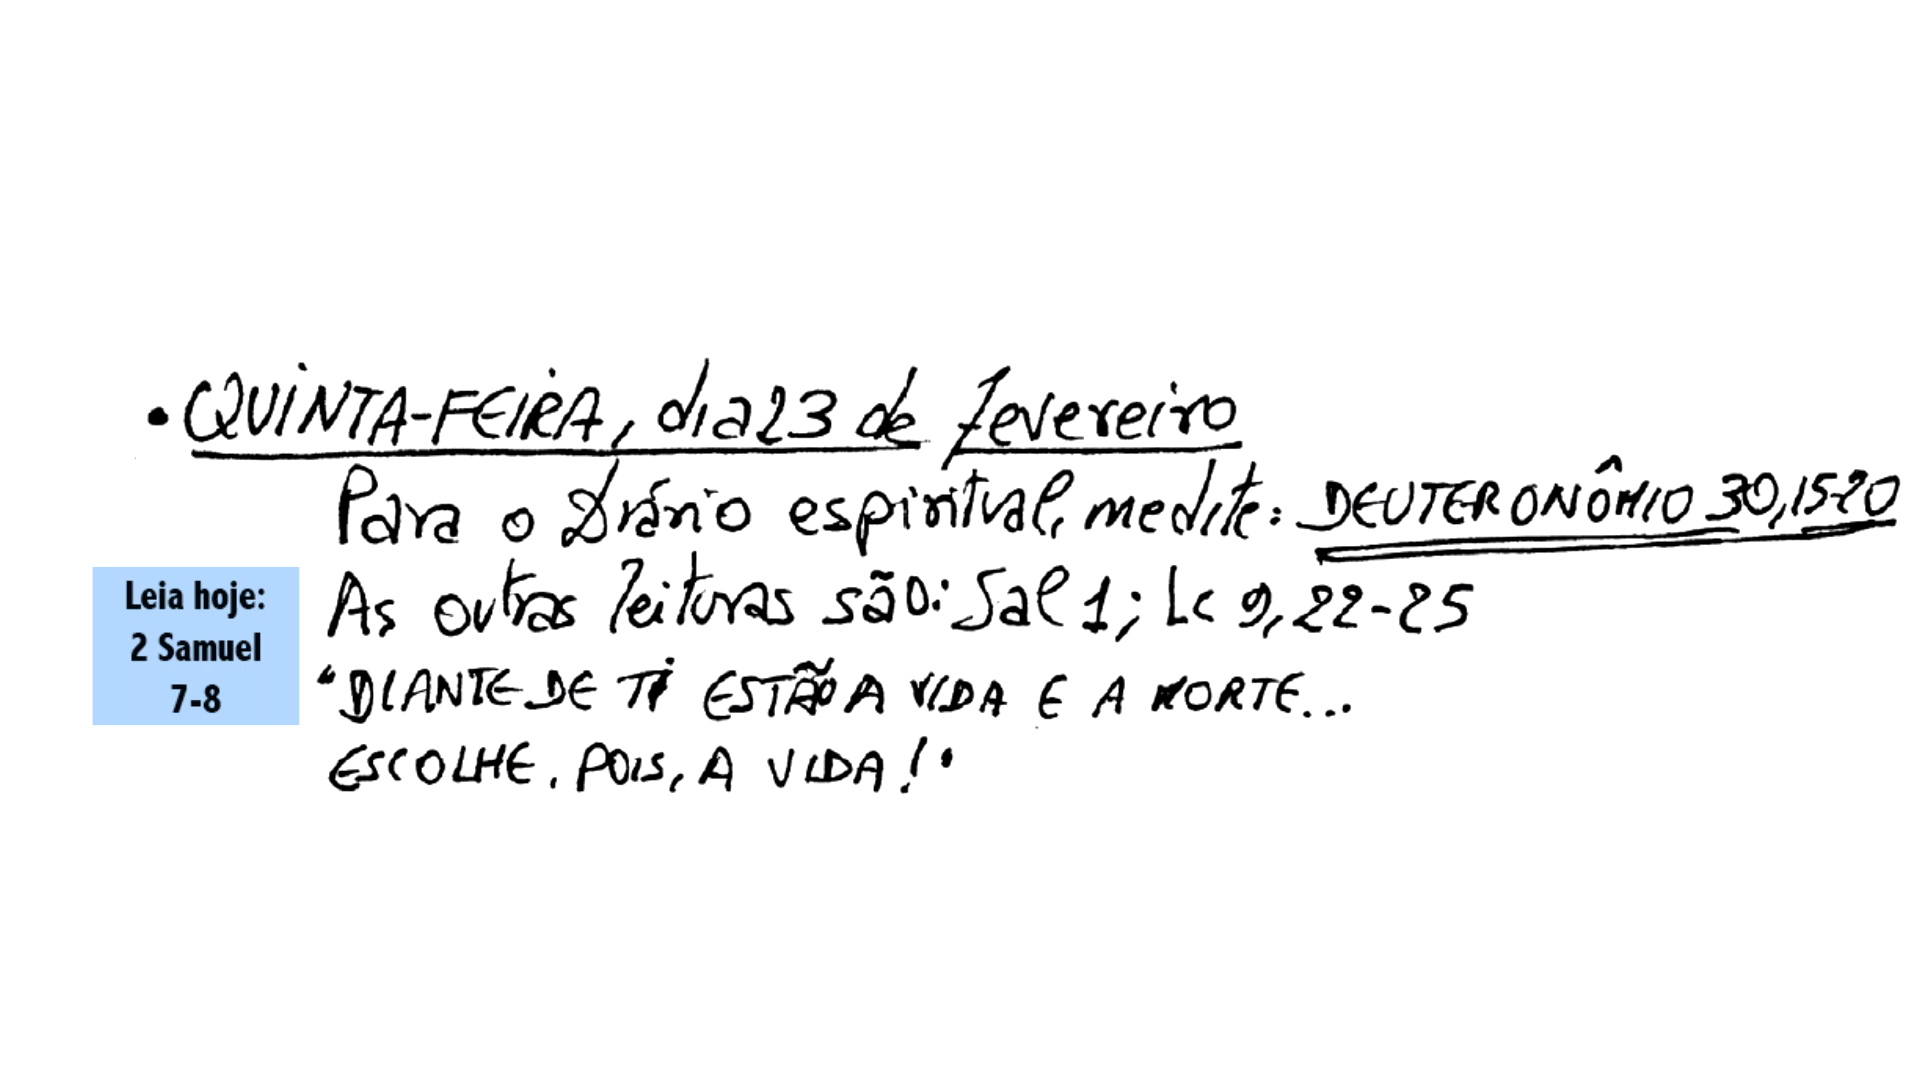 • QUINTA-FEIRA, dia 23 de fevereiro
Para o Diário espiritual, medite: DEUTERONÔMIO 30,15-20
As outras leituras são: Sal 1; Lc 9, 22-25
"DIANTE DE TI ESTÃO A VIDA E A MORTE...
ESCOLHE, POIS, A VIDA!"
Leia hoje:
2 Samuel
7-8